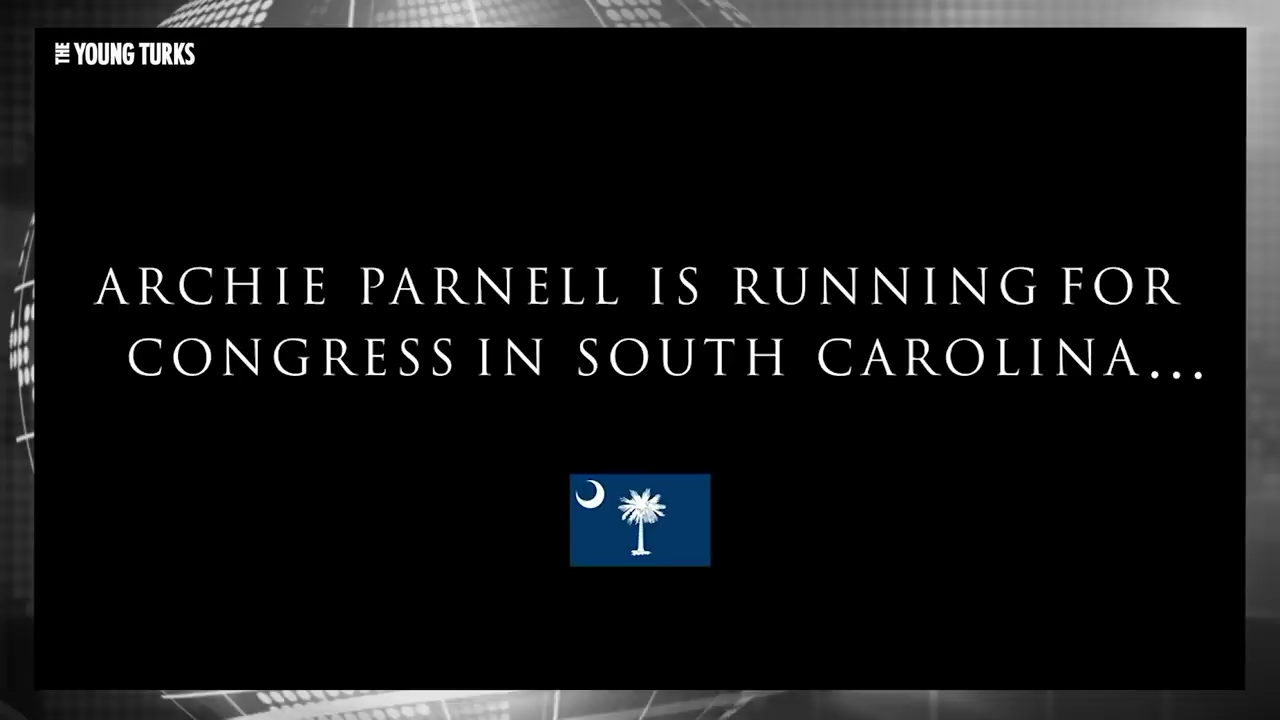 THE YOUNG TURKS
ARCHIE PARNELL IS RUNNING FOR
CONGRESS IN SOUTH CAROLINA...